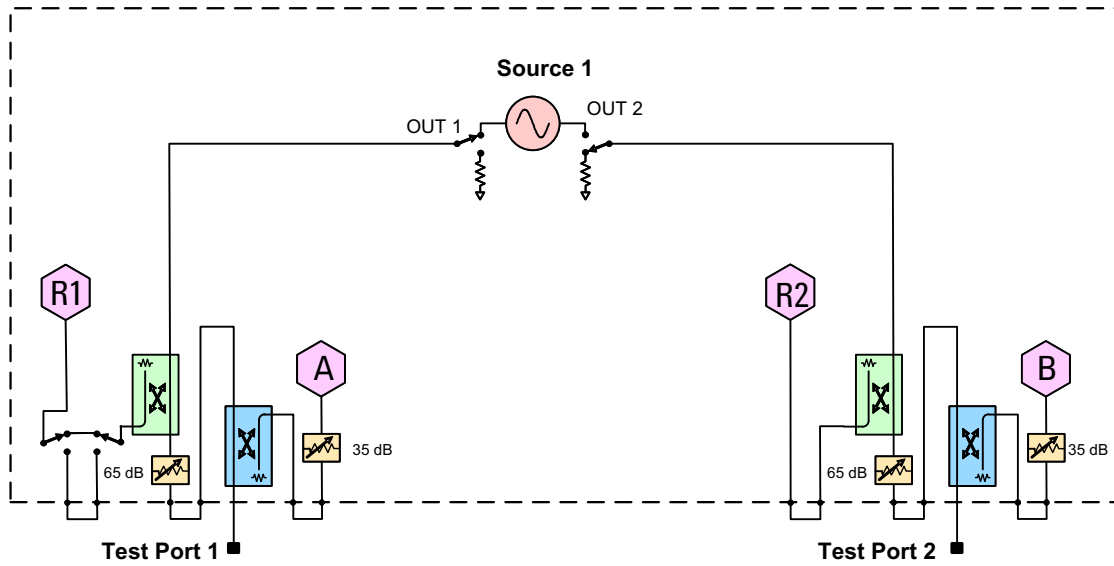 Source 1
OUT 1
OUT 2
R1
R2
A
B
35 dB
35 dB
65 dB
65 dB
Test Port 1
Test Port 2